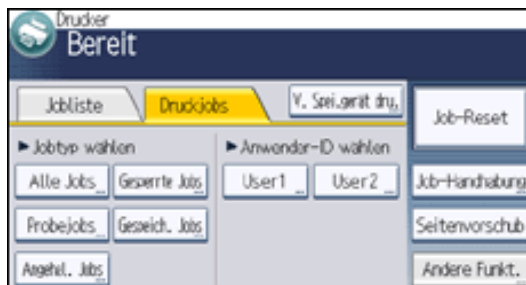 Drucker
Bereit
Jobliste
Druckjobs
V. Spei.gerät dru.
Job-Reset
►Jobtyp wählen
►Anwender-ID wählen
Alle Jobs
Gesperrte Jobs
User1
User2
Job-Handhabung
Probejobs
Gespeich. Jobs
Seitenvorschub
Angehal. Jobs
Andere Funkt.